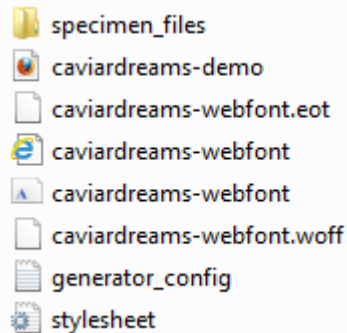 specimen_files
caviardreams-demo
caviardreams-webfont.eot
caviardreams-webfont
caviardreams-webfont
caviardreams-webfont.woff
generator_config
stylesheet